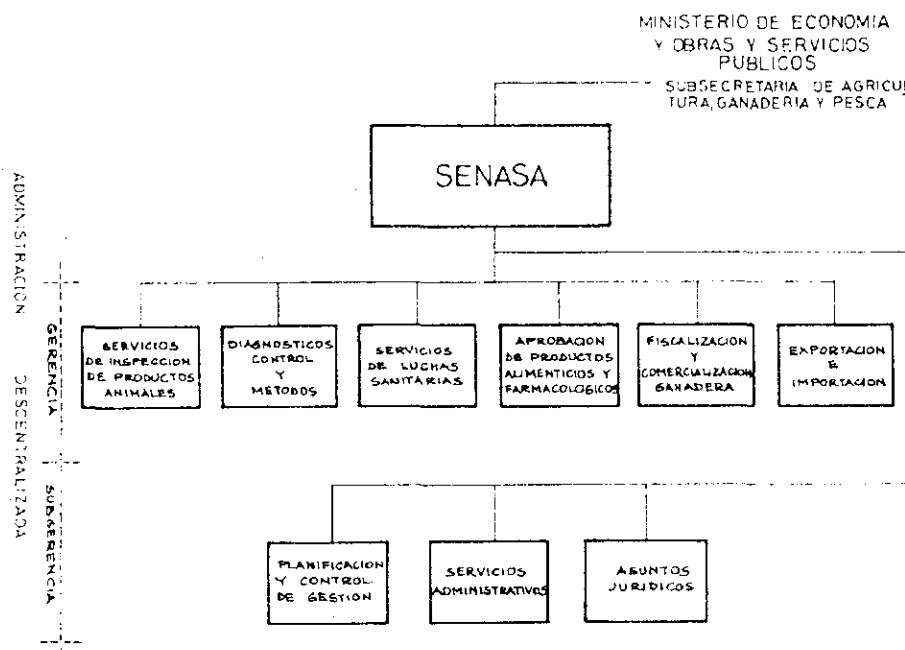 MINISTERIO DE ECONOMIA
Y OBRAS Y SERVICIOS
PUBLICOS
SUBSECRETARIA DE AGRICUL
TURA, GANADERIA Y PESCA
SENASA
ADMINISTRACION DESCENTRALIZADA
GERENCIA
SERVICIOS
DE INSPECCION
DE PRODUCTOS
ANIMALES
DIAGNOSTICOS
CONTROL
Y
METODOS
SERVICIOS
DE LUCHAS
SANITARIAS
APROBACION
DE PRODUCTOS
ALIMENTICIOS Y
FARMACOLOGICOS
FISCALIZACION
Y
COMERCIALIZACION
GANADERA
EXPORTACION
E
IMPORTACION
SUBGERENCIA
PLANIFICACION
Y CONTROL
DE GESTION
SERVICIOS
ADMINISTRATIVOS
ASUNTOS
JURIDICOS